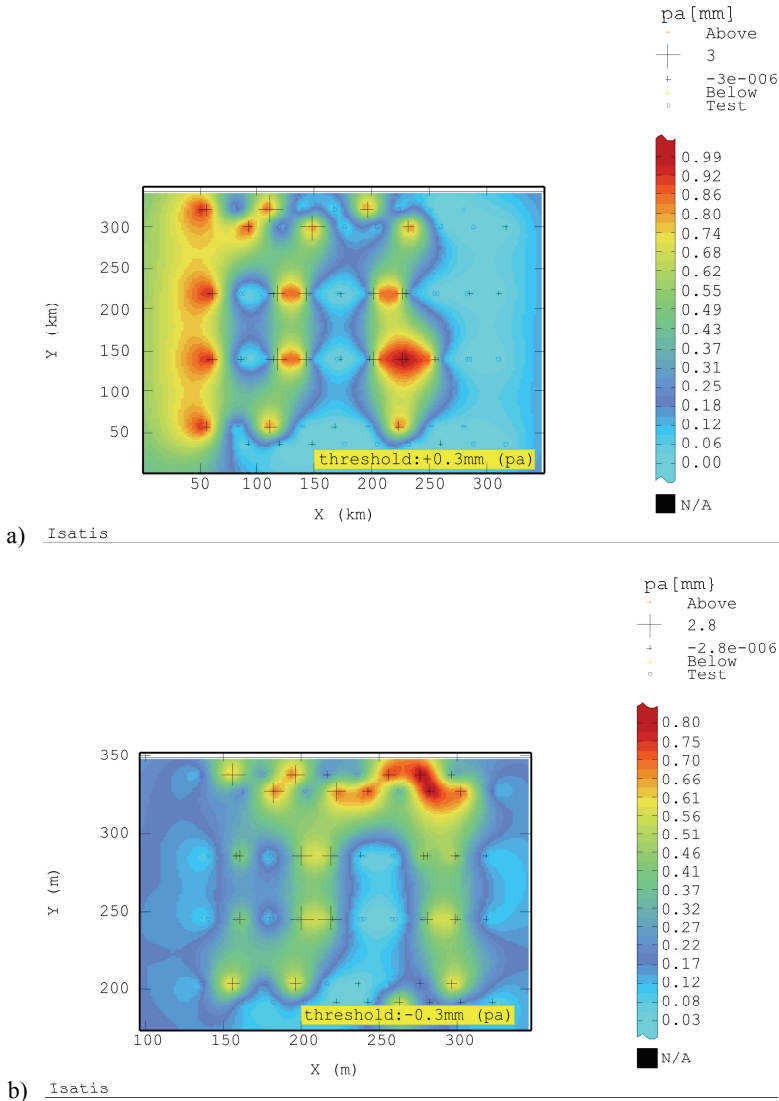 pa[mm]
Above
3
-3e-006
Below
Test
0.99
0.92
0.86
0.80
0.74
0.68
0.62
0.55
0.49
0.43
0.37
0.31
0.25
0.18
0.12
0.06
0.00
N/A
300
250
200
150
100
50
Y (km)
threshold:+0.3mm (pa)
50
100
150
200
250
300
X (km)
a)
Isatis
pa[mm}
Above
2.8
-2.8e-006
Below
Test
0.80
0.75
0.70
0.66
0.61
0.56
0.51
0.46
0.41
0.37
0.32
0.27
0.22
0.17
0.12
0.08
0.03
N/A
350
300
250
200
Y (m)
threshold:-0.3mm (pa)
100
150
200
250
300
X (m)
b)
Isatis